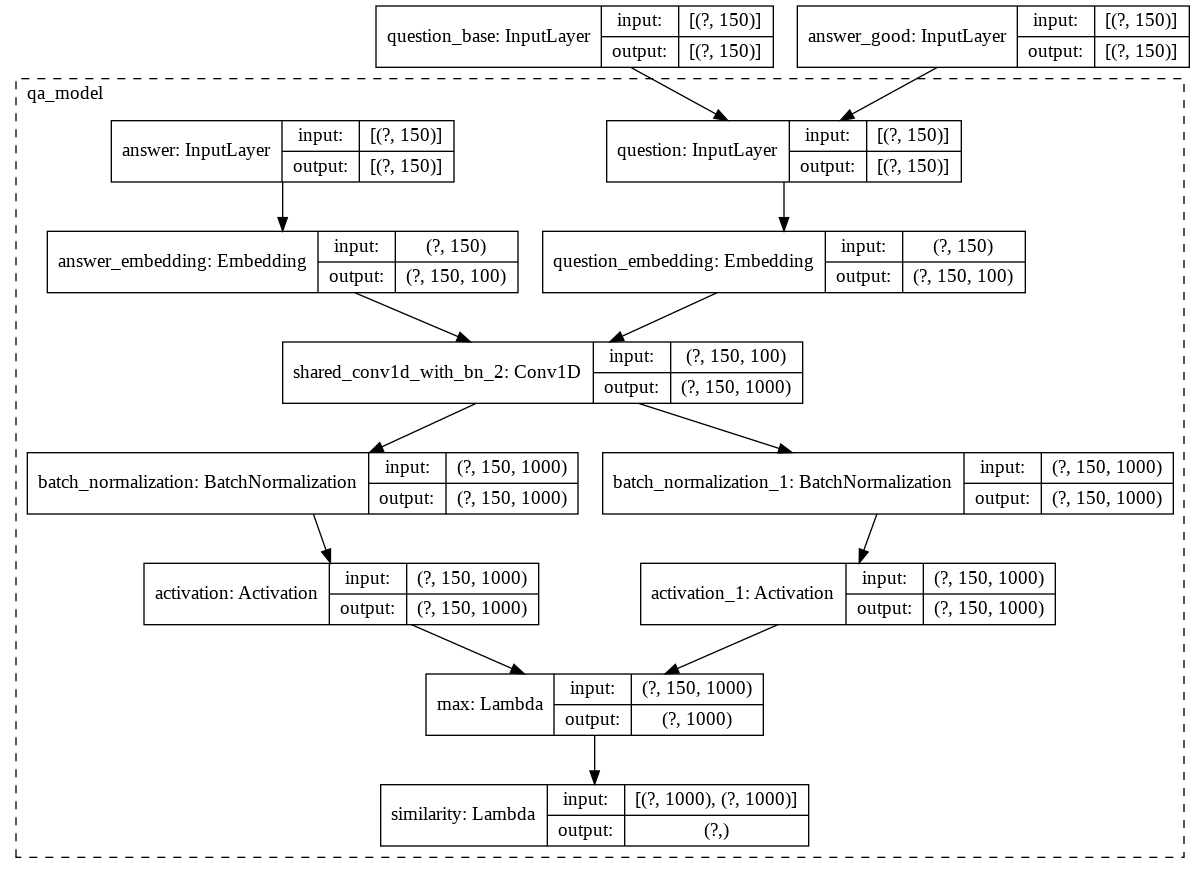 question_base: InputLayer input: [(?, 150)]
output: [(?, 150)]
answer_good: InputLayer input: [(?, 150)]
output: [(?, 150)]
qa_model
answer: InputLayer input: [(?, 150)]
output: [(?, 150)]
question: InputLayer input: [(?, 150)]
output: [(?, 150)]
answer_embedding: Embedding input: (?, 150)
output: (?, 150, 100)
question_embedding: Embedding input: (?, 150)
output: (?, 150, 100)
shared_conv1d_with_bn_2: Conv1D input: (?, 150, 100)
output: (?, 150, 1000)
batch_normalization: BatchNormalization input: (?, 150, 1000)
output: (?, 150, 1000)
batch_normalization_1: BatchNormalization input: (?, 150, 1000)
output: (?, 150, 1000)
activation: Activation input: (?, 150, 1000)
output: (?, 150, 1000)
activation_1: Activation input: (?, 150, 1000)
output: (?, 150, 1000)
max: Lambda input: (?, 150, 1000)
output: (?, 1000)
similarity: Lambda input: [(?, 1000), (?, 1000)]
output: (?,)